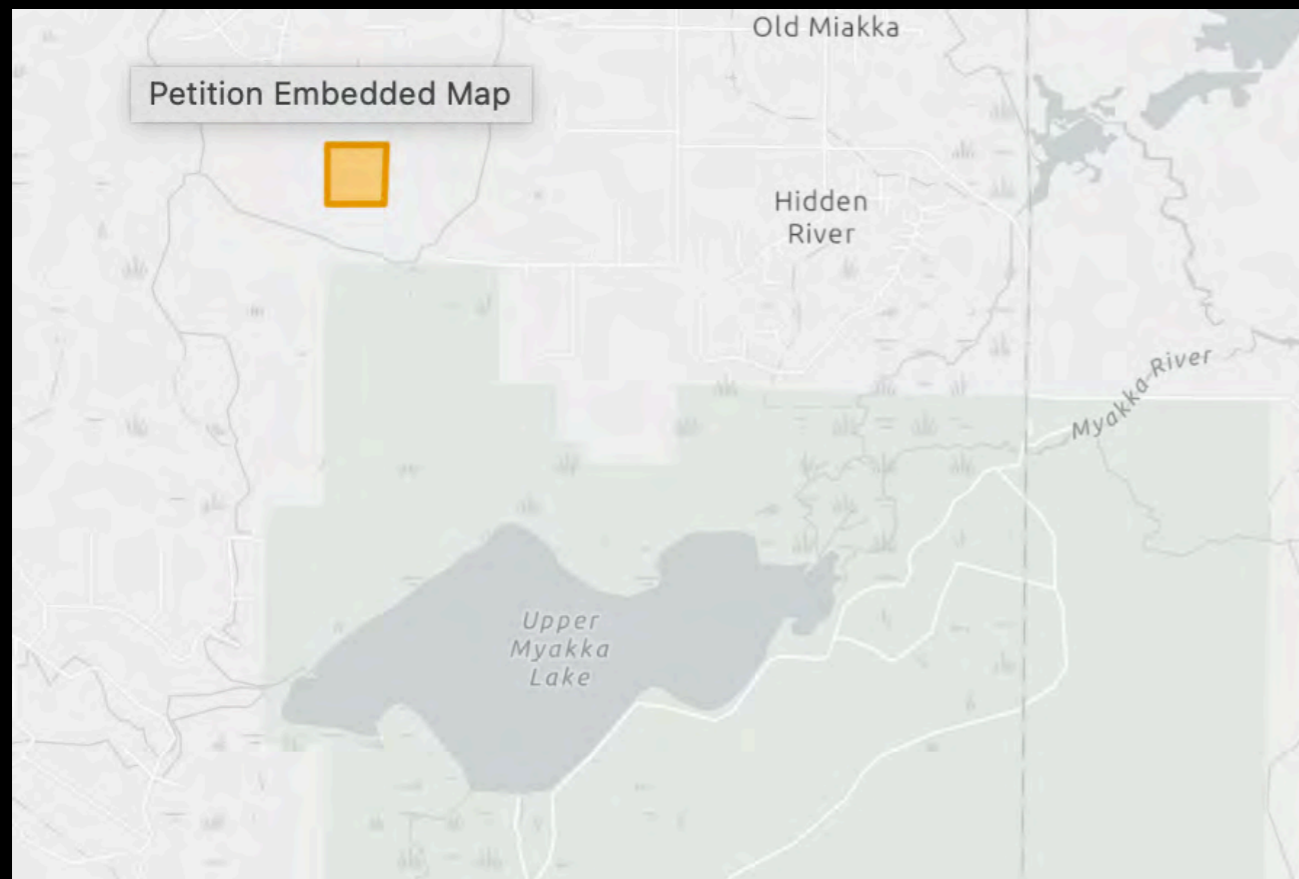 Old Miakka
Petition Embedded Map
Hidden
River
Myakka River
Upper
Myakka
Lake